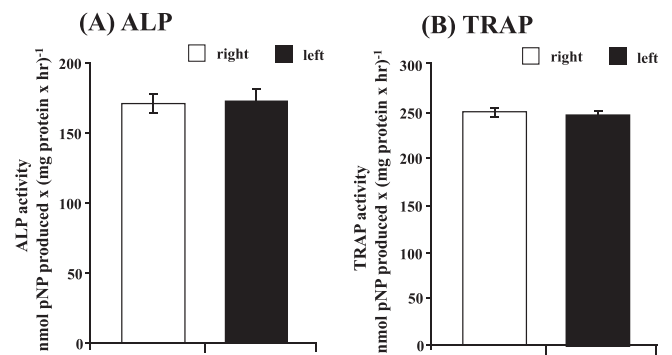 (A) ALP
right left
ALP activity
nmol pNP produced x (mg protein x hr)-1
200
150
100
50
0
(B) TRAP
right left
TRAP activity
nmol pNP produced x (mg protein x hr)-1
300
250
200
150
100
50
0